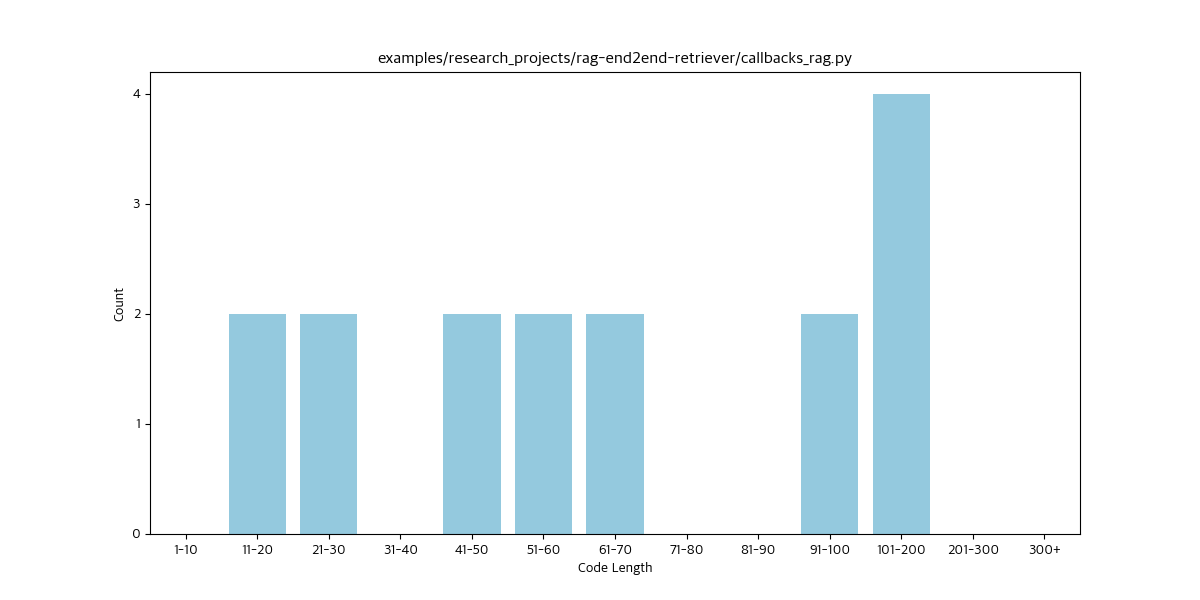 examples/research_projects/rag-end2end-retriever/callbacks_rag.py
4
3
2
1
0
Count
1-10 11-20 21-30 31-40 41-50 51-60 61-70 71-80 81-90 91-100 101-200 201-300 300+
Code Length